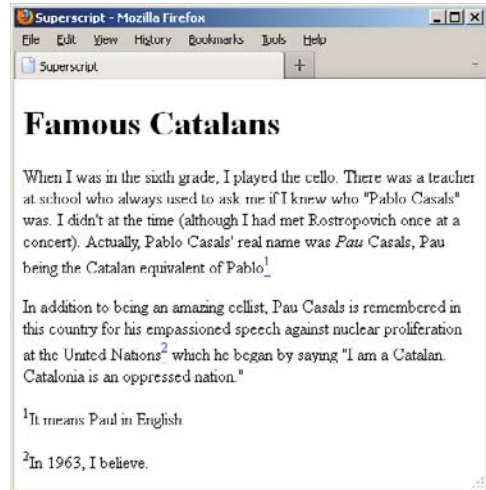 Superscript - Mozilla Firefox
File Edit View History Bookmarks Tools Help
Superscript
Famous Catalans
When I was in the sixth grade, I played the cello. There was a teacher
at school who always used to ask me if I knew who "Pablo Casals"
was. I didn't at the time (although I had met Rostropovich once at a
concert). Actually, Pablo Casals' real name was Pau Casals, Pau
being the Catalan equivalent of Pablo¹
In addition to being an amazing cellist, Pau Casals is remembered in
this country for his empassioned speech against nuclear proliferation
at the United Nations² which he began by saying "I am a Catalan.
Catalonia is an oppressed nation."
¹It means Paul in English
²In 1963, I believe.